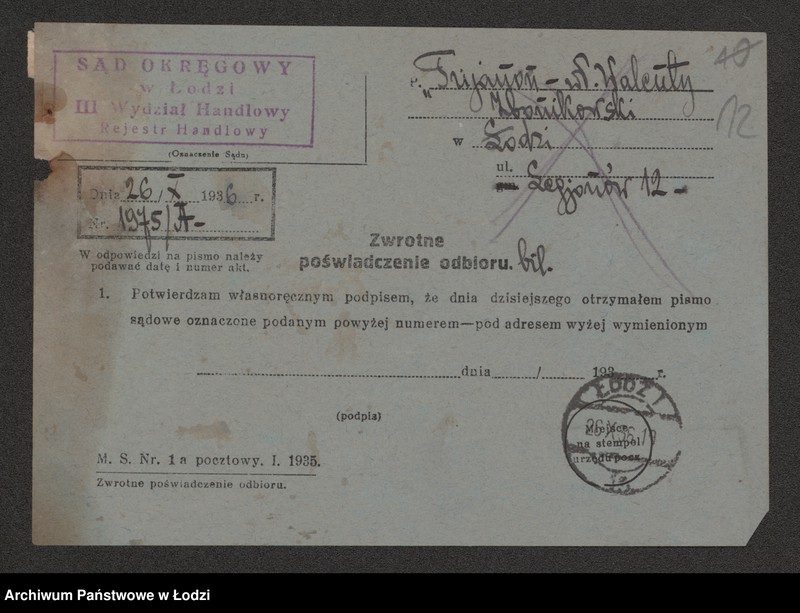 SĄD OKRĘGOWY
w Łodzi
III Wydział Handlowy
Rejestr Handlowy
(Oznaczenie Sądu)
Dnia 26/X 1936 r.
Nr. 1975/A-
W odpowiedzi na pismo należy
podawać datę i numer akt.
12
w Łodzi
ul.
Legjonów 12 -
Zwrotne
poświadczenie odbioru. bil.
1. Potwierdzam własnoręcznym podpisem, że dnia dzisiejszego otrzymałem pismo
sądowe oznaczone podanym powyżej numerem—pod adresem wyżej wymienionym
dnia / 193 r.
(podpis)
ŁÓDŹ 1
Miejsce
na stempel
urzędu pocz.
M. S. Nr. 1a pocztowy. I. 1935.
Zwrotne poświadczenie odbioru.
Archiwum Państwowe w Łodzi